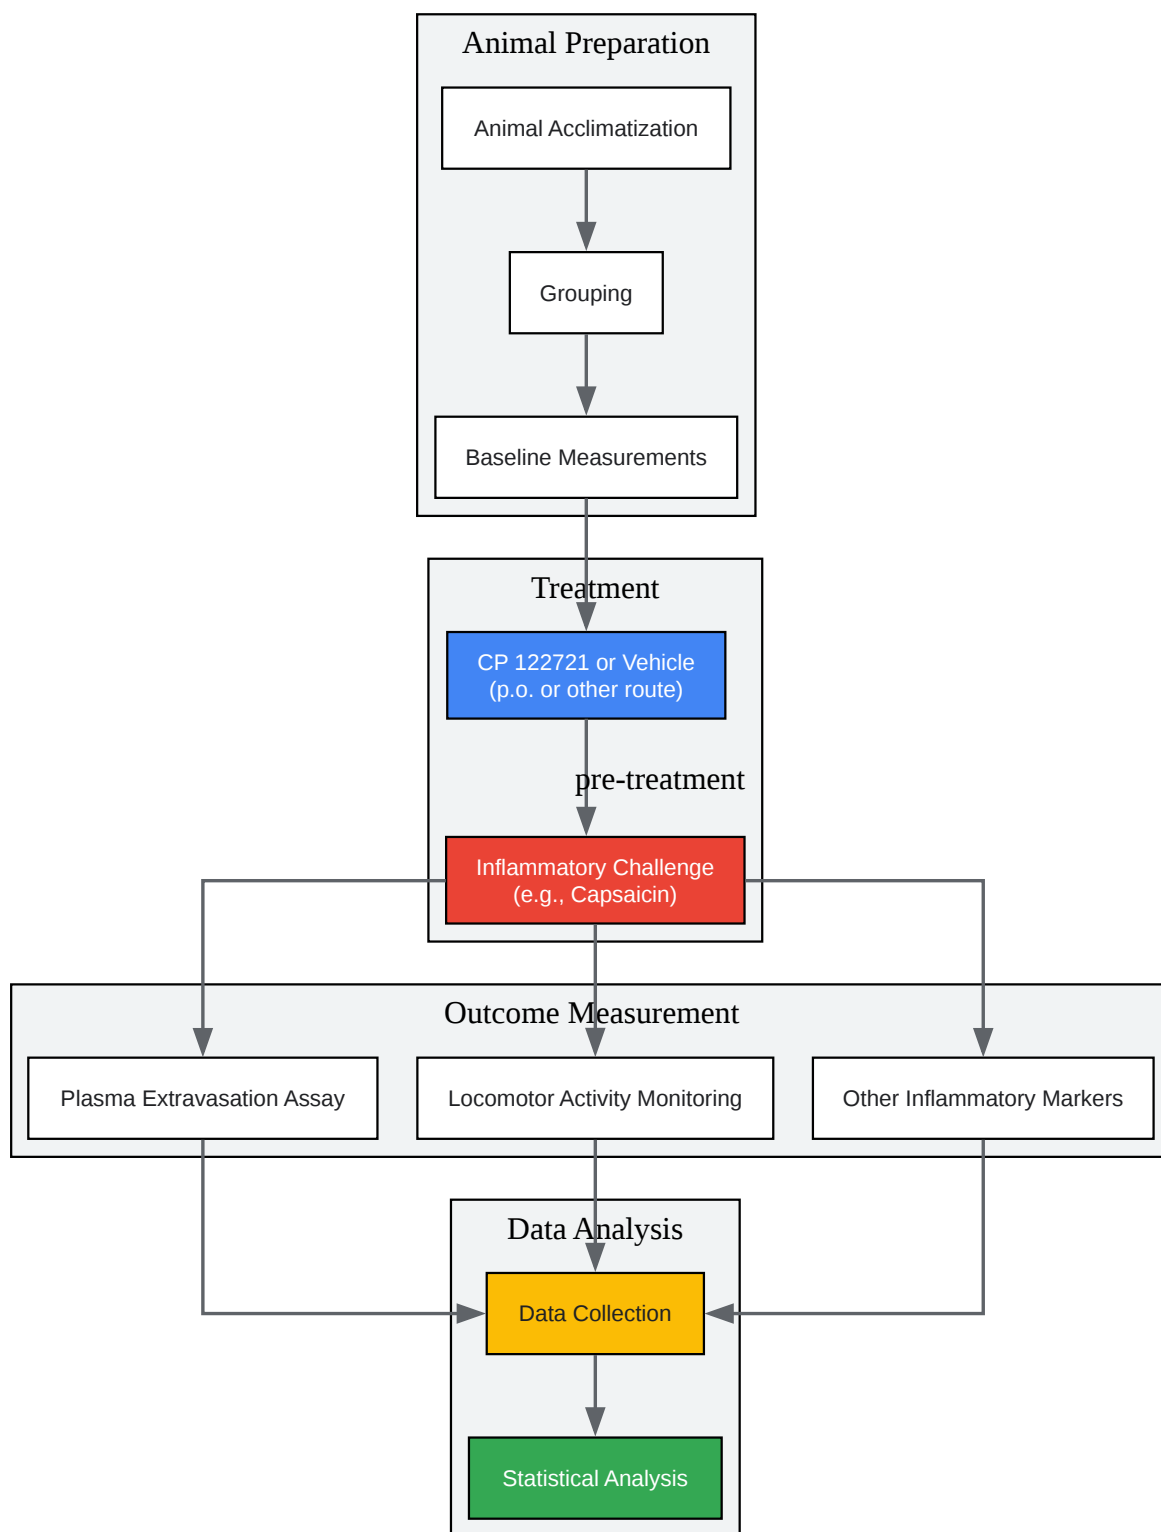 Animal Preparation
Animal Acclimatization
Grouping
Baseline Measurements
Treatment
CP 122721 or Vehicle
(p.o. or other route)
pre-treatment
Inflammatory Challenge
(e.g., Capsaicin)
Outcome Measurement
Plasma Extravasation Assay
Locomotor Activity Monitoring
Other Inflammatory Markers
Data Analysis
Data Collection
Statistical Analysis